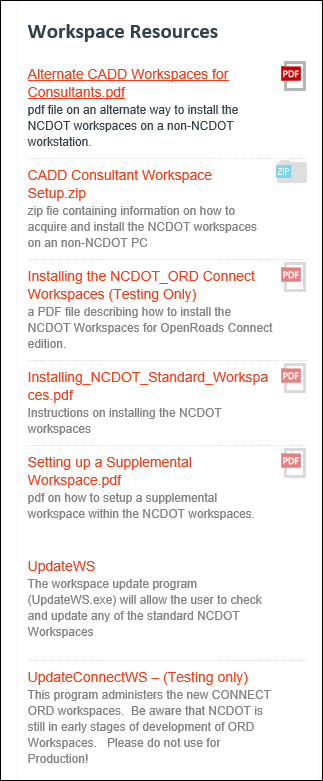 Workspace Resources
Alternate CADD Workspaces for
Consultants.pdf
PDF
pdf file on an alternate way to install the
NCDOT workspaces on a non-NCDOT
workstation.
CADD Consultant Workspace
Setup.zip
ZIP
zip fie containing information on how to
acquire and install the NCDOT workspaces
on an non-NCDOT PC
Installing the NCDOT_ORD Connect
Workspaces (Testing Only)
PDF
a PDF file describing how to install the
NCDOT Workspaces for OpenRoads Connect
edition.
Installing_NCDOT_Standard_Workspa
ces.pdf
PDF
Instructions on installing the NCDOT
workspaces
Setting up a Supplemental
Workspace.pdf
PDF
pdf on how to setup a supplemental
workspace within the NCDOT workspaces.
UpdateWS
The workspace update program
(UpdateWS.exe) will allow the user to check
and update any of the standard NCDOT
Workspaces
UpdateConnectWS – (Testing only)
This program administers the new CONNECT
ORD workspaces.  Be aware that NCDOT is
still in early stages of development of ORD
Workspaces.   Please do not use for
Production!